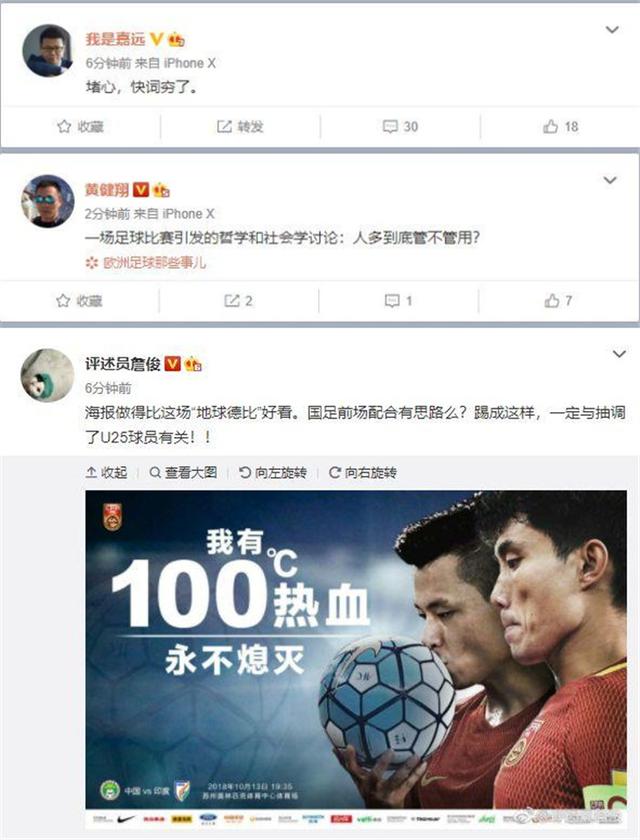 我是嘉远
6分钟前 来自 iPhone X
堵心，快词穷了。
收藏
转发
30
18
黄健翔
2分钟前 来自 iPhone X
一场足球比赛引发的哲学和社会学讨论：人多到底管不管用？
欧洲足球那些事儿
收藏
2
1
7
评述员詹俊
6分钟前
海报做得比这场“地球德比”好看。国足前场配合有思路么？踢成这样，一定与抽调
了U25球员有关！！
收起
查看大图
向左旋转
向右旋转
我有
100℃热血
永不熄灭
中国 vs 印度
2018年10月13日 19:35
苏州奥林匹克体育中心体育场